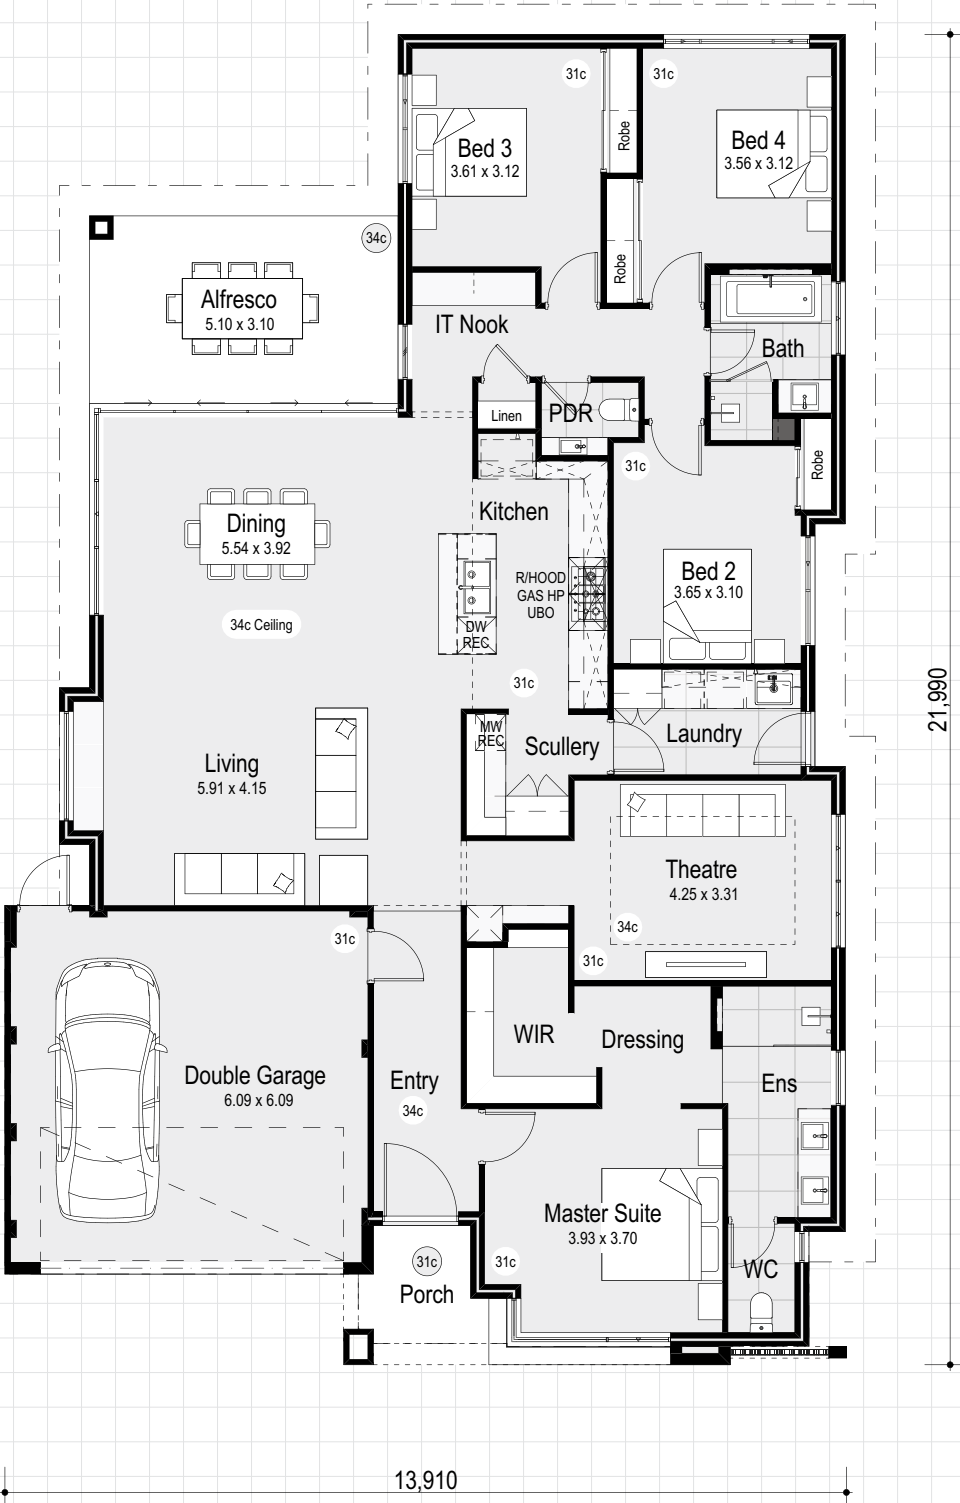 31c
31c
Robe
Bed 3
3.61 x 3.12
Bed 4
3.56 x 3.12
34c
Robe
Alfresco
5.10 x 3.10
IT Nook
Bath
Linen
PDR
31c
Robe
Kitchen
Dining
5.54 x 3.92
R/HOOD
GAS HP
UBO
Bed 2
3.65 x 3.10
34c Ceiling
DW
REC
31c
21,990
MW
REC
Scullery
Laundry
Living
5.91 x 4.15
Theatre
4.25 x 3.31
34c
31c
31c
WIR
Dressing
Double Garage
6.09 x 6.09
Entry
34c
Ens
Master Suite
3.93 x 3.70
31c
31c
WC
Porch
13,910